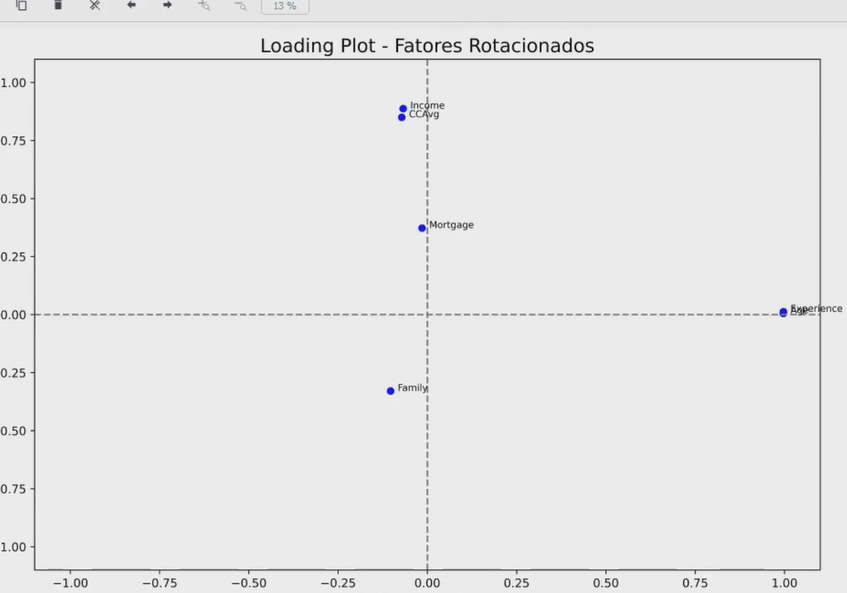 13 %
Loading Plot - Fatores Rotacionados
1.00
Income
CCAvg
0.75
0.50
Mortgage
0.25
Experience
0.00
0.25
Family
0.50
0.75
1.00
−1.00 −0.75 −0.50 −0.25 0.00 0.25 0.50 0.75 1.00